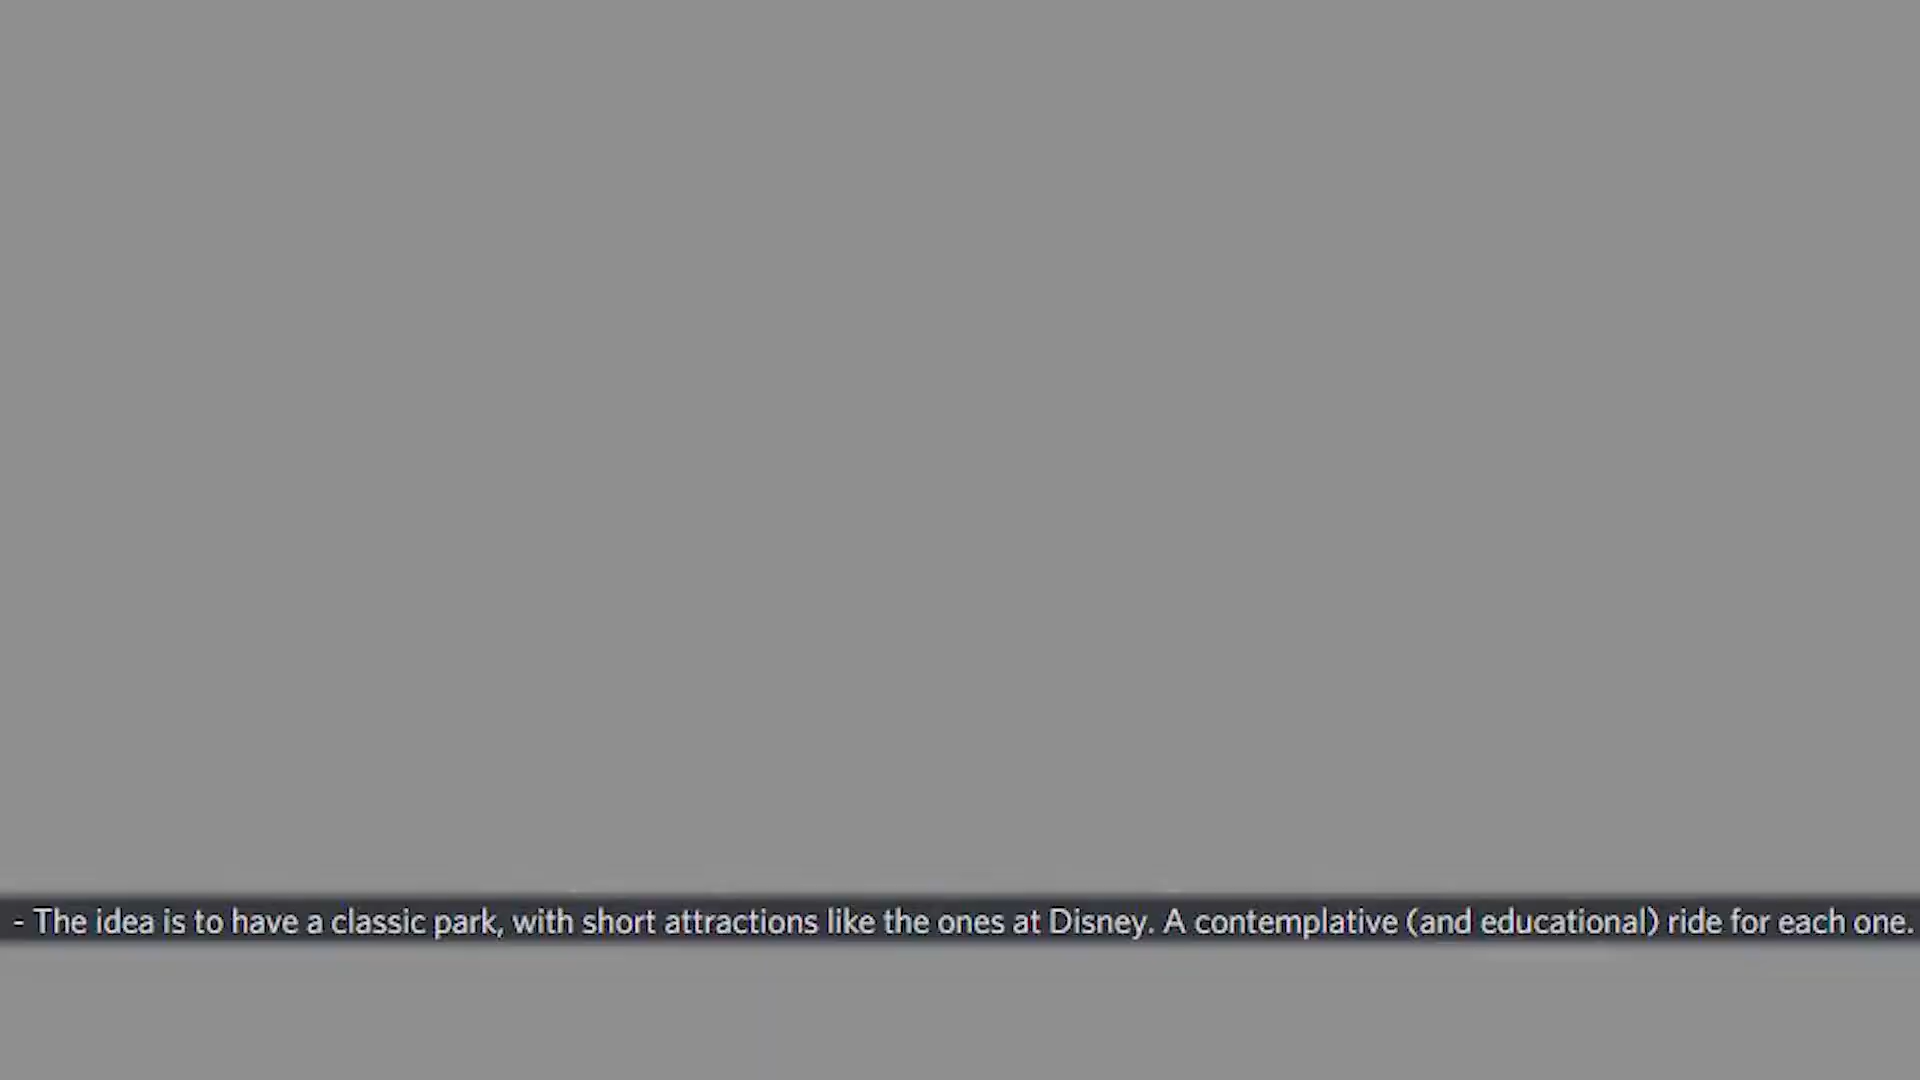 - The idea is to have a classic park, with short attractions like the ones at Disney. A contemplative (and educational) ride for each one.